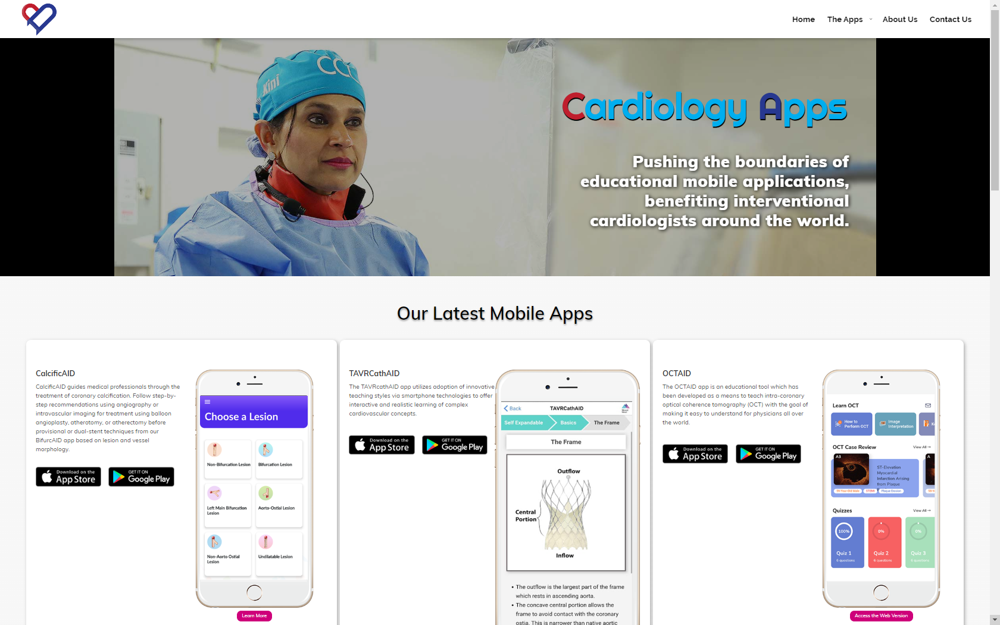 Home The Apps About Us Contact Us
CCC
Kini
Cardiology Apps
Pushing the boundaries of
educational mobile applications,
benefiting interventional
cardiologists around the world.
Our Latest Mobile Apps
CalcificAID
CalcificAID guides medical professionals through the
treatment of coronary calcification. Follow step-by-
step recommendations using angiography or
intravascular imaging for treatment using balloon
angioplasty, atherotomy, or atherectomy before
provisional or dual-stent techniques from our
BifurcAID app based on lesion and vessel
morphology.
Download on the
App Store
GET IT ON
Google Play
Choose a Lesion
Non-Bifurcation Lesion
Bifurcation Lesion
Left Main Bifurcation
Lesion
Aorto-Ostial Lesion
Non-Aorto Ostial
Lesion
Undilatable Lesion
Learn More
TAVRCathAID
The TAVRcathAID app utilizes adoption of innovative
teaching styles via smartphone technologies to offer
interactive and realistic learning of complex
cardiovascular concepts.
Download on the
App Store
GET IT ON
Google Play
Back TAVRCathAID
Self Expandable Basics The Frame
The Frame
Outflow
Central
Portion
Inflow
• The outflow is the largest part of the frame
which rests in ascending aorta.
• The concave central portion allows the
frame to avoid contact with the coronary
ostia. This is narrower than native aortic
OCTAID
The OCTAID app is an educational tool which has
been developed as a means to teach intra-coronary
optical coherence tomography (OCT) with the goal of
making it easy to understand for physicians all over
the world.
Download on the
App Store
GET IT ON
Google Play
Learn OCT
How to
Perform OCT
Image
Interpretation
OCT Case Review View All →
A3
ST-Elevation
Myocardial
Infarction Arising
from Plaque
59-Year-Old Male STEMI Plaque Erosion
A
Quizzes View All →
100%
Quiz 1
6 questions
0%
Quiz 2
6 questions
0%
Quiz 3
6 questions
Access the Web Version